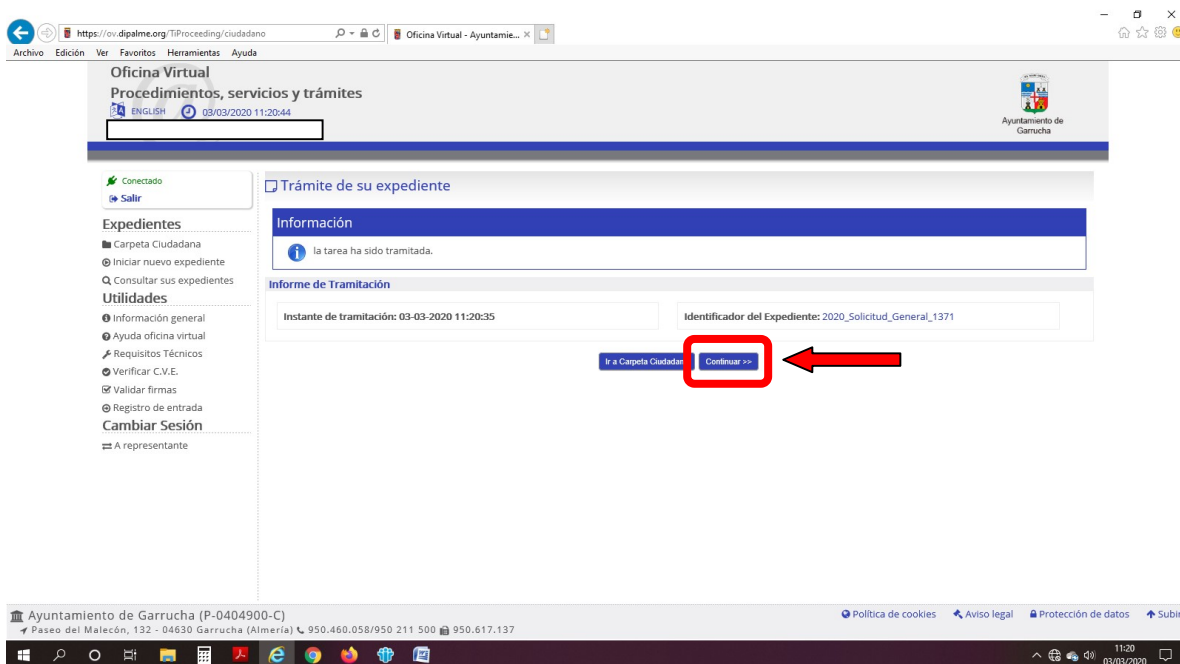 https://ov.dipalme.org/TiProceeding/ciudadano
Oficina Virtual - Ayuntamie...
Archivo Edición Ver Favoritos Herramientas Ayuda
Oficina Virtual
Procedimientos, servicios y trámites
ENGLISH 03/03/2020 11:20:44
Ayuntamiento de
Garrucha
Conectado
Salir
Expedientes
Carpeta Ciudadana
Iniciar nuevo expediente
Consultar sus expedientes
Utilidades
Información general
Ayuda oficina virtual
Requisitos Técnicos
Verificar C.V.E.
Validar firmas
Registro de entrada
Cambiar Sesión
A representante
Trámite de su expediente
Información
la tarea ha sido tramitada.
Informe de Tramitación
Instante de tramitación: 03-03-2020 11:20:35
Identificador del Expediente: 2020_Solicitud_General_1371
Ir a Carpeta Ciudadan
Continuar >>
Ayuntamiento de Garrucha (P-0404900-C)
Paseo del Malecón, 132 - 04630 Garrucha (Almería) 950.460.058/950 211 500 950.617.137
Política de cookies Aviso legal Protección de datos Subir
11:20
03/03/2020